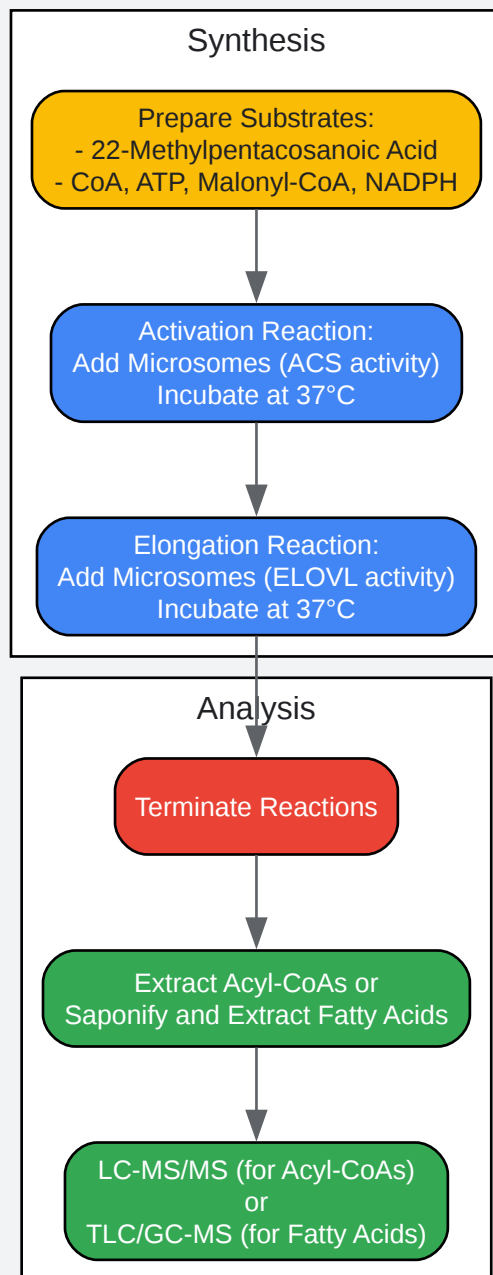 Synthesis
Prepare Substrates:
- 22-Methylpentacosanoic Acid
- CoA, ATP, Malonyl-CoA, NADPH
Activation Reaction:
Add Microsomes (ACS activity)
Incubate at 37°C
Elongation Reaction:
Add Microsomes (ELOVL activity)
Incubate at 37°C
Analysis
Terminate Reactions
Extract Acyl-CoAs or
Saponify and Extract Fatty Acids
LC-MS/MS (for Acyl-CoAs)
or
TLC/GC-MS (for Fatty Acids)